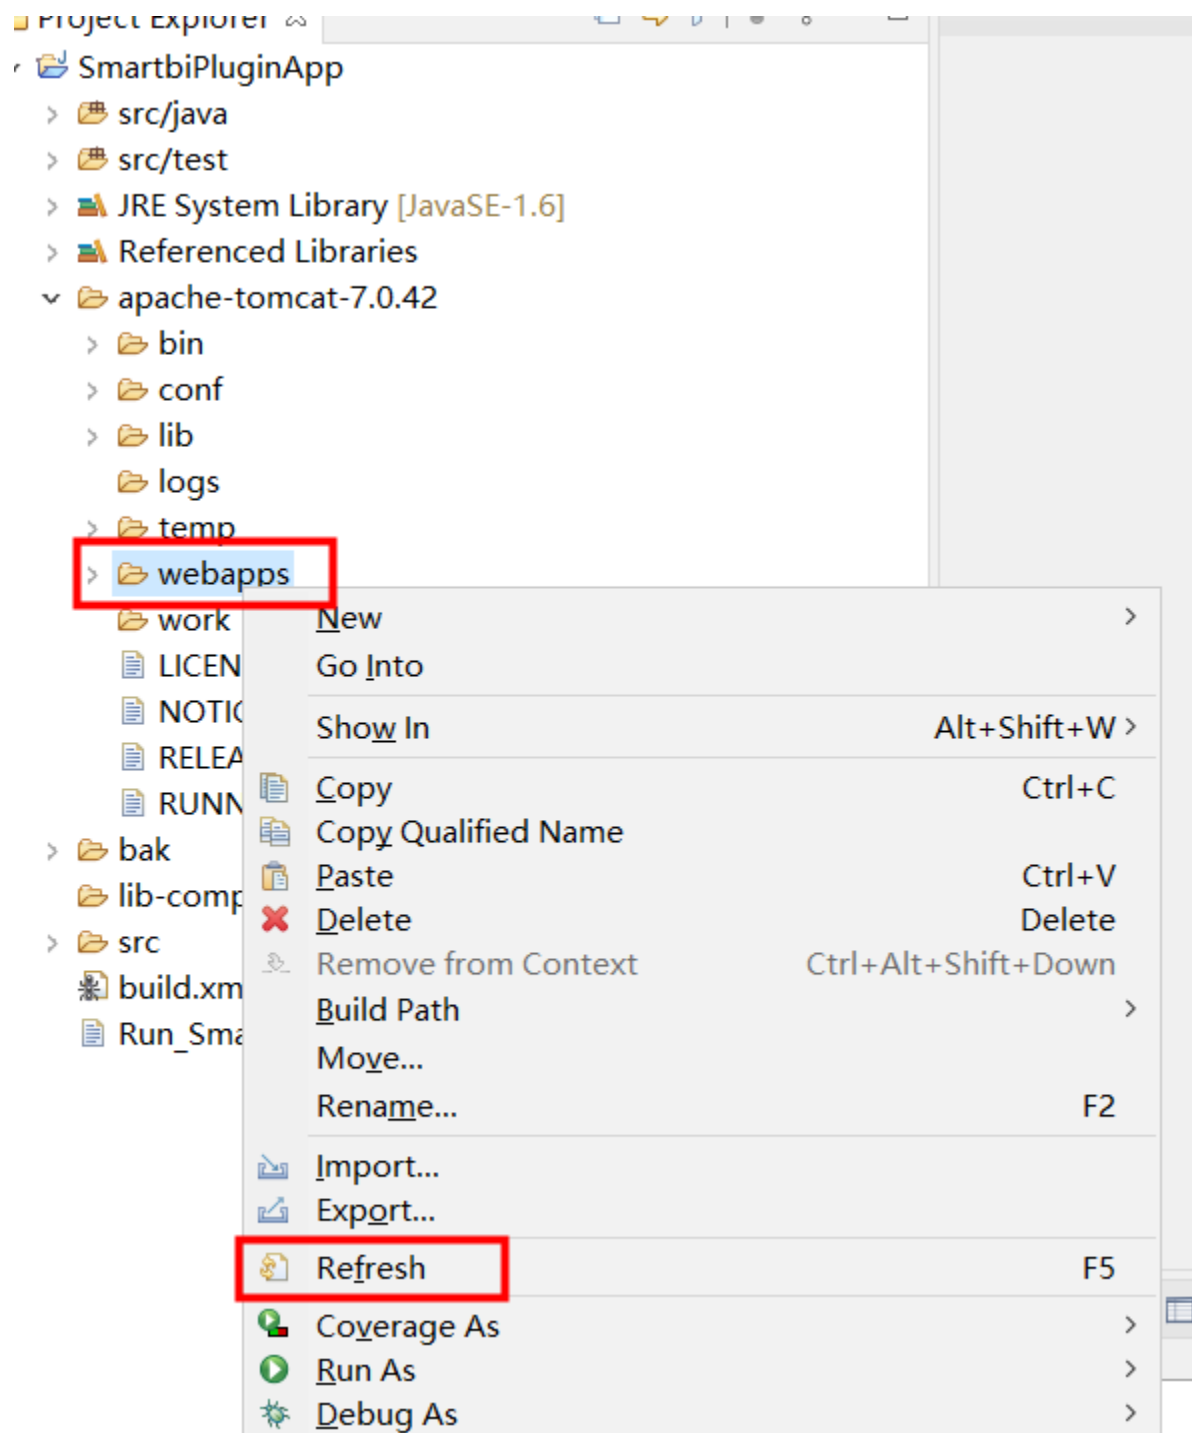 Project Explorer
SmartbiPluginApp
src/java
src/test
JRE System Library [JavaSE-1.6]
Referenced Libraries
apache-tomcat-7.0.42
bin
conf
lib
logs
temp
webapps
work
LICEN
NOTIC
RELEA
RUNN
bak
lib-comp
src
build.xm
Run_Sma
New
Go Into
Show In Alt+Shift+W
Copy Ctrl+C
Copy Qualified Name
Paste Ctrl+V
Delete Delete
Remove from Context Ctrl+Alt+Shift+Down
Build Path
Move...
Rename... F2
Import...
Export...
Refresh F5
Coverage As
Run As
Debug As